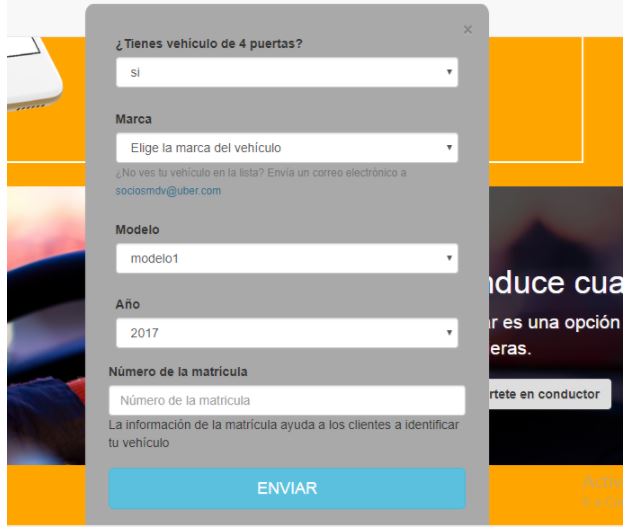 ×
¿Tienes vehículo de 4 puertas?
si
Marca
Elige la marca del vehículo
¿No ves tu vehículo en la lista? Envía un correo electrónico a
sociosmdv@uber.com
Modelo
modelo1
Año
2017
Número de la matrícula
Número de la matricula
La información de la matrícula ayuda a los clientes a identificar
tu vehículo
ENVIAR
nduce cua
ar es una opción
eras.
rtete en conductor